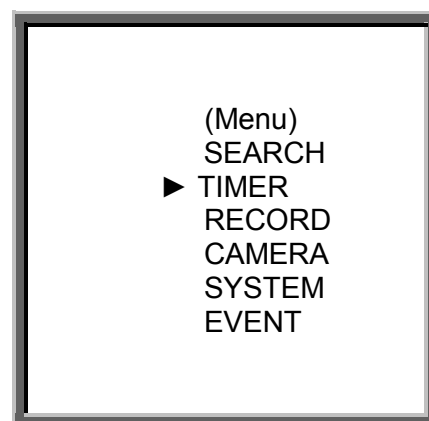 (Menu)
SEARCH
► TIMER
RECORD
CAMERA
SYSTEM
EVENT